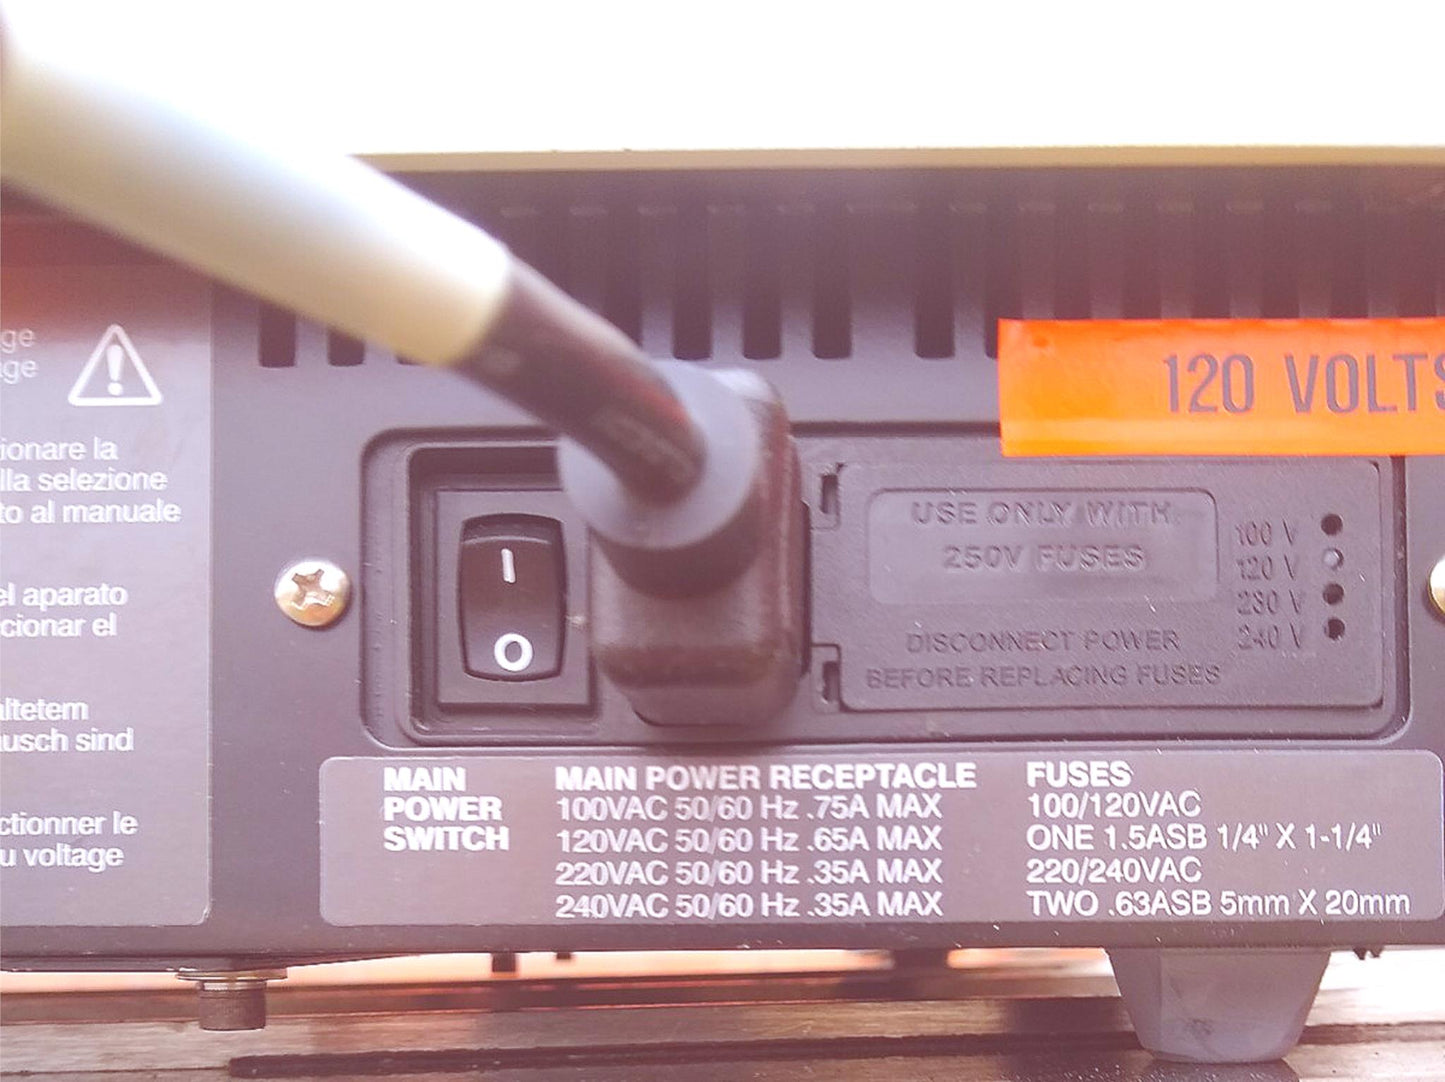 ge
age
ionare la
lla selezione
to al manuale
el aparato
cionar el
altetem
ausch sind
ctionner le
u voltage
120 VOLTS
I
O
USE ONLY WITH
250V FUSES
DISCONNECT POWER
BEFORE REPLACING FUSES
100 V
120 V
230 V
240 V
MAIN
POWER
SWITCH
MAIN POWER RECEPTACLE
100VAC 50/60 Hz .75A MAX
120VAC 50/60 Hz .65A MAX
220VAC 50/60 Hz .35A MAX
240VAC 50/60 Hz .35A MAX
FUSES
100/120VAC
ONE 1.5ASB 1/4" X 1-1/4"
220/240VAC
TWO .63ASB 5mm X 20mm